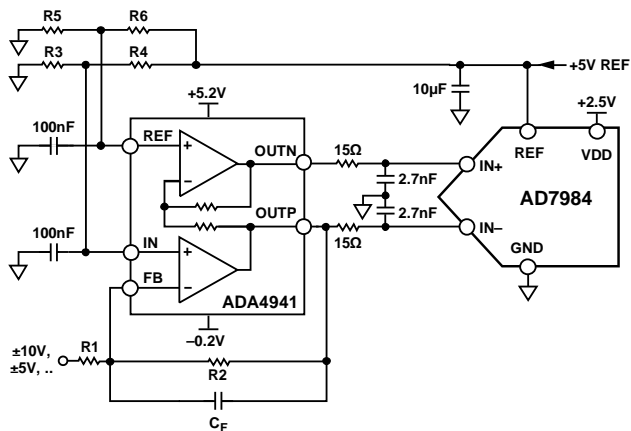 R5
R6
R3
R4
+5V REF
10µF
+5.2V
+2.5V
100nF
REF
OUTN
15Ω
IN+
REF
VDD
2.7nF
AD7984
OUTP
2.7nF
100nF
IN
15Ω
IN–
GND
FB
ADA4941
–0.2V
±10V,
±5V, ..
R1
R2
CF